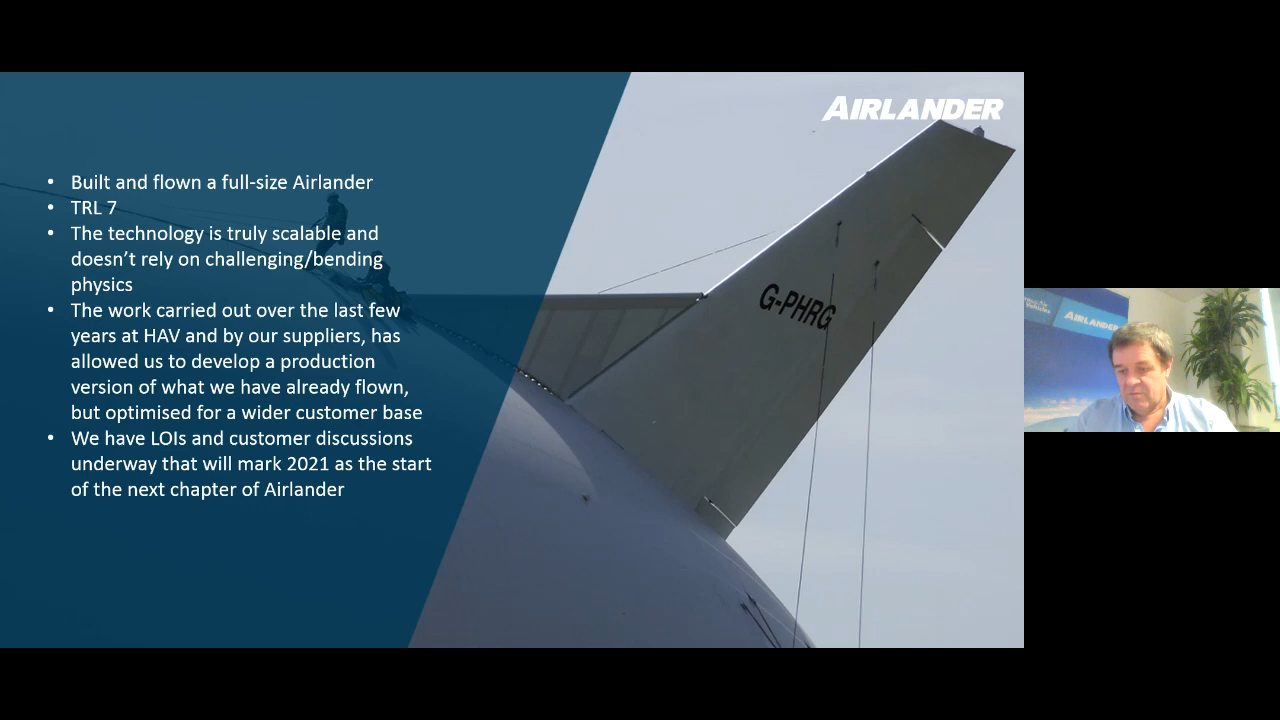 AIRLANDER
• Built and flown a full-size Airlander
• TRL 7
• The technology is truly scalable and
doesn’t rely on challenging/bending
physics
• The work carried out over the last few
years at HAV and by our suppliers, has
allowed us to develop a production
version of what we have already flown,
but optimised for a wider customer base
• We have LOIs and customer discussions
underway that will mark 2021 as the start
of the next chapter of Airlander
G-PHRG
Vehicles
AIRLANDER